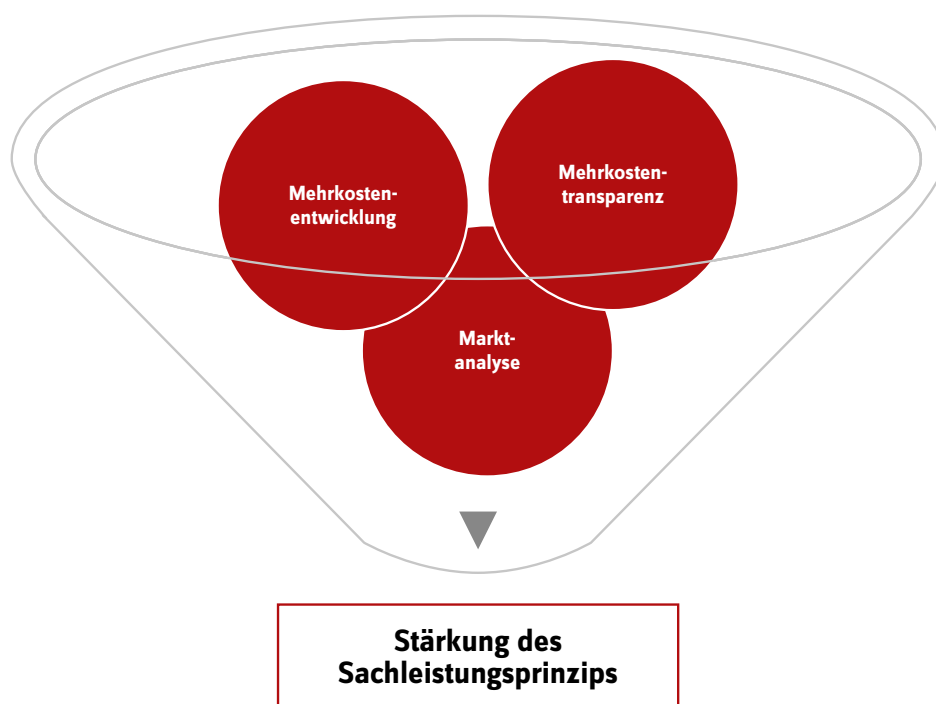 Mehrkosten-
entwicklung
Mehrkosten-
transparenz
Markt-
analyse
Stärkung des
Sachleistungsprinzips